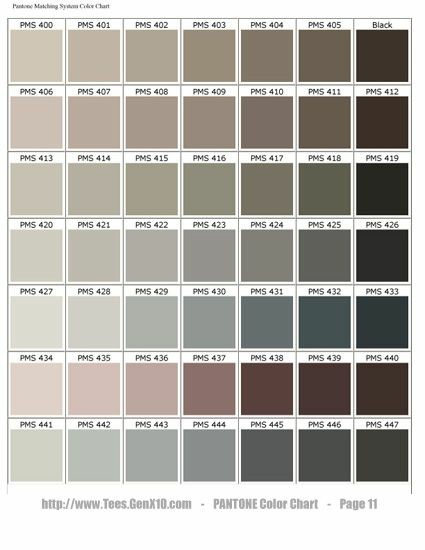 Pantone Matching System Color Chart
PMS 400 PMS 401 PMS 402 PMS 403 PMS 404 PMS 405 Black
PMS 406 PMS 407 PMS 408 PMS 409 PMS 410 PMS 411 PMS 412
PMS 413 PMS 414 PMS 415 PMS 416 PMS 417 PMS 418 PMS 419
PMS 420 PMS 421 PMS 422 PMS 423 PMS 424 PMS 425 PMS 426
PMS 427 PMS 428 PMS 429 PMS 430 PMS 431 PMS 432 PMS 433
PMS 434 PMS 435 PMS 436 PMS 437 PMS 438 PMS 439 PMS 440
PMS 441 PMS 442 PMS 443 PMS 444 PMS 445 PMS 446 PMS 447
http://www.Tees.GenX10.com - PANTONE Color Chart - Page 11